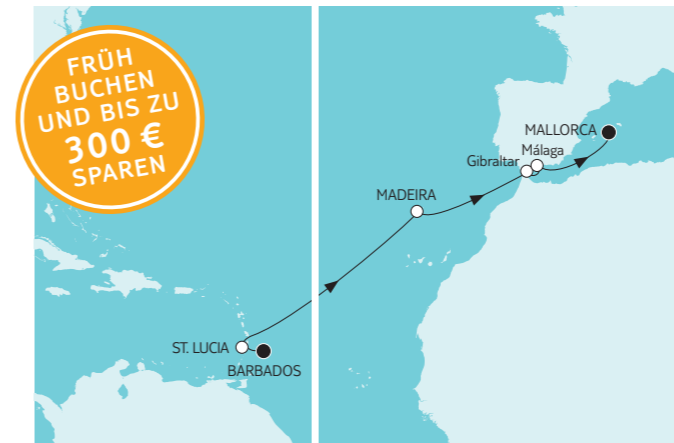 FRÜH
BUCHEN
UND BIS ZU
300 €
SPAREN
MALLORCA
Málaga
Gibraltar
MADEIRA
ST. LUCIA
BARBADOS